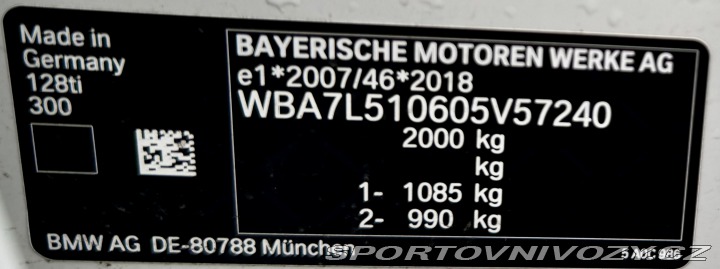 Made in
Germany
128ti
300
BAYERISCHE MOTOREN WERKE AG
e1*2007/46*2018
WBA7L510605V57240
2000 kg
kg
1- 1085 kg
2- 990 kg
BMW AG DE-80788 München
SPORTOVNIVOZY.CZ